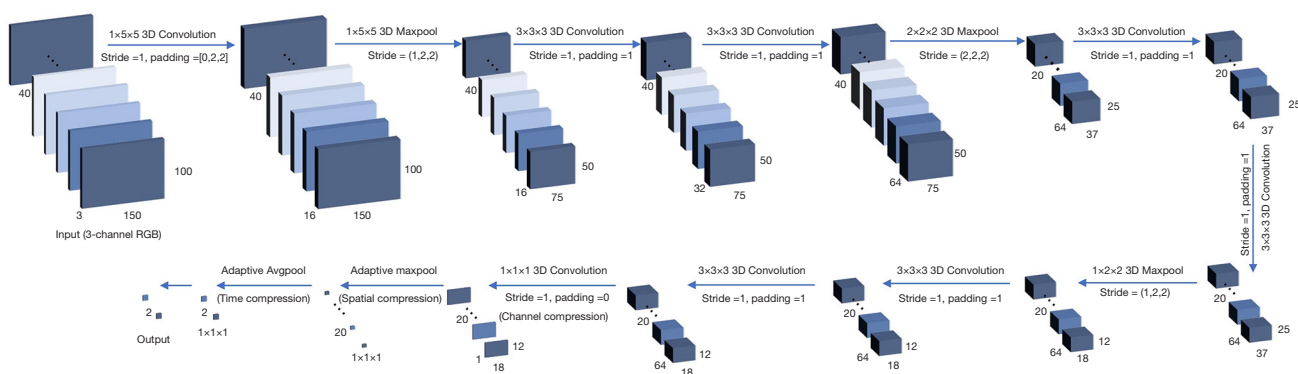 1×5×5 3D Convolution
Stride =1, padding =[0,2,2]
1×5×5 3D Maxpool
Stride = (1,2,2)
3×3×3 3D Convolution
Stride =1, padding =1
3×3×3 3D Convolution
Stride =1, padding =1
2×2×2 3D Maxpool
Stride = (2,2,2)
3×3×3 3D Convolution
Stride =1, padding =1
40
100
3
150
Input (3-channel RGB)
40
100
16
150
40
50
16
75
40
50
32
75
40
50
64
75
20
25
64
37
20
25
64
37
3×3×3 3D Convolution
Stride =1, padding =1
20
25
64
37
1×2×2 3D Maxpool
Stride = (1,2,2)
20
12
64
18
3×3×3 3D Convolution
Stride =1, padding =1
20
12
64
18
3×3×3 3D Convolution
Stride =1, padding =1
20
12
64
18
1×1×1 3D Convolution
Stride =1, padding =0
(Channel compression)
20
12
1
18
Adaptive maxpool
(Spatial compression)
20
1×1×1
Adaptive Avgpool
(Time compression)
2
1×1×1
2
Output